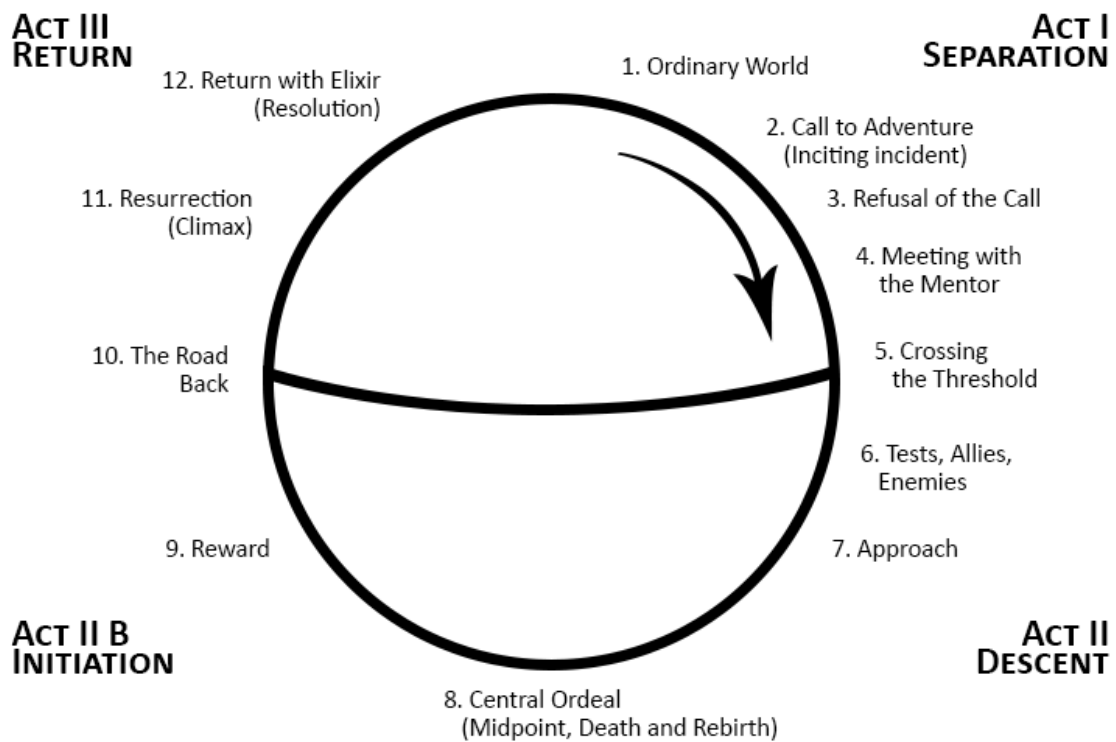 Act III
Return
Act I
Separation
1. Ordinary World
2. Call to Adventure
(Inciting incident)
3. Refusal of the Call
4. Meeting with
the Mentor
5. Crossing
the Threshold
6. Tests, Allies,
Enemies
7. Approach
Act II
Descent
8. Central Ordeal
(Midpoint, Death and Rebirth)
Act II B
Initiation
9. Reward
10. The Road
Back
11. Resurrection
(Climax)
12. Return with Elixir
(Resolution)